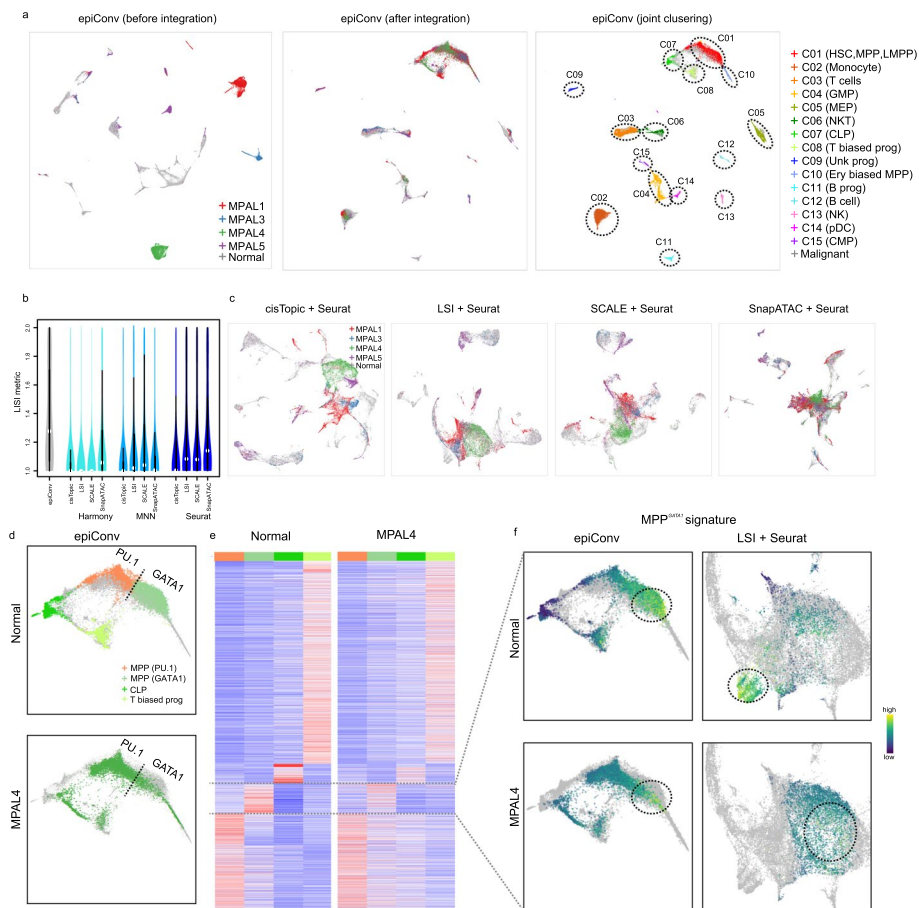 a
epiConv (before integration)
epiConv (after integration)
epiConv (joint clusering)
MPAL1
MPAL3
MPAL4
MPAL5
Normal
C01
C07
C10
C08
C09
C05
C03
C06
C12
C15
C14
C04
C02
C13
C11
C01 (HSC,MPP,LMPP)
C02 (Monocyte)
C03 (T cells
C04 (GMP)
C05 (MEP)
C06 (NKT)
C07 (CLP)
C08 (T biased prog)
C09 (Unk prog)
C10 (Ery biased MPP)
C11 (B prog)
C12 (B cell)
C13 (NK)
C14 (pDC)
C15 (CMP)
Malignant
b
LISI metric
2.0
1.8
1.6
1.4
1.2
1.0
epiConv
cisTopic
LSI
SCALE
SnapATAC
cisTopic
LSI
SCALE
SnapATAC
cisTopic
LSI
SCALE
SnapATAC
Harmony
MNN
Seurat
c
cisTopic + Seurat
LSI + Seurat
SCALE + Seurat
SnapATAC + Seurat
MPAL1
MPAL3
MPAL4
MPAL5
Normal
d
epiConv
Normal
PU.1
GATA1
MPP (PU.1)
MPP (GATA1)
CLP
T biased prog
MPAL4
PU.1
GATA1
e
Normal
MPAL4
f
MPP GATA1 signature
epiConv
LSI + Seurat
Normal
MPAL4
high
low